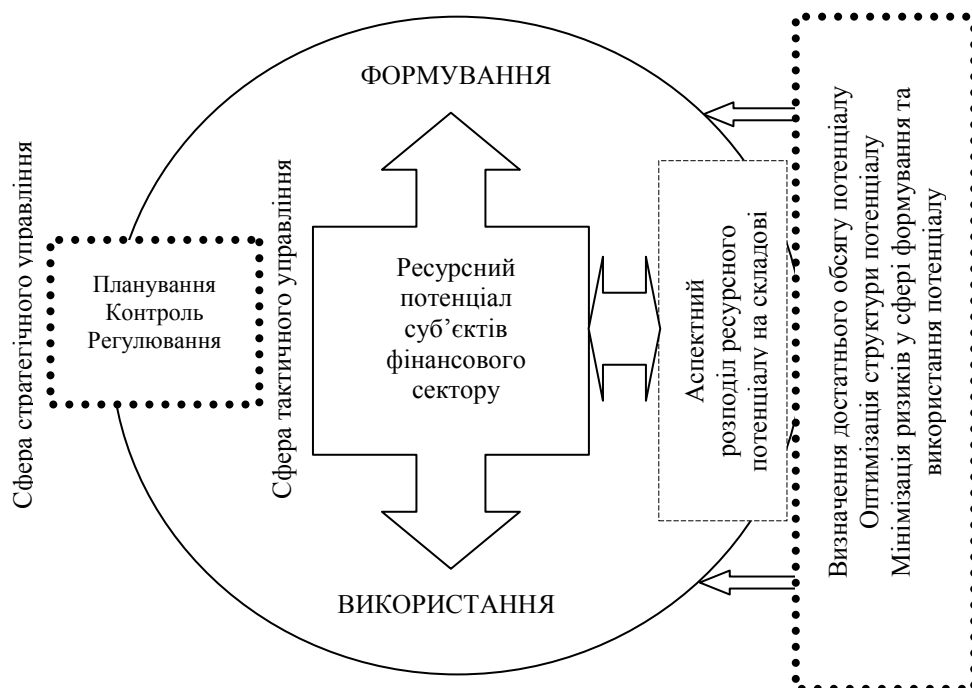 ФОРМУВАННЯ
Сфера стратегічного управління
Планування
Контроль
Регулювання
Сфера тактичного управління
Ресурсний
потенціал
суб’єктів
фінансового
сектору
Аспектний
розподіл ресурсного
потенціалу на складові
Визначення достатнього обсягу потенціалу
Оптимізація структури потенціалу
Мінімізація ризиків у сфері формування та
використання потенціалу
ВИКОРИСТАННЯ